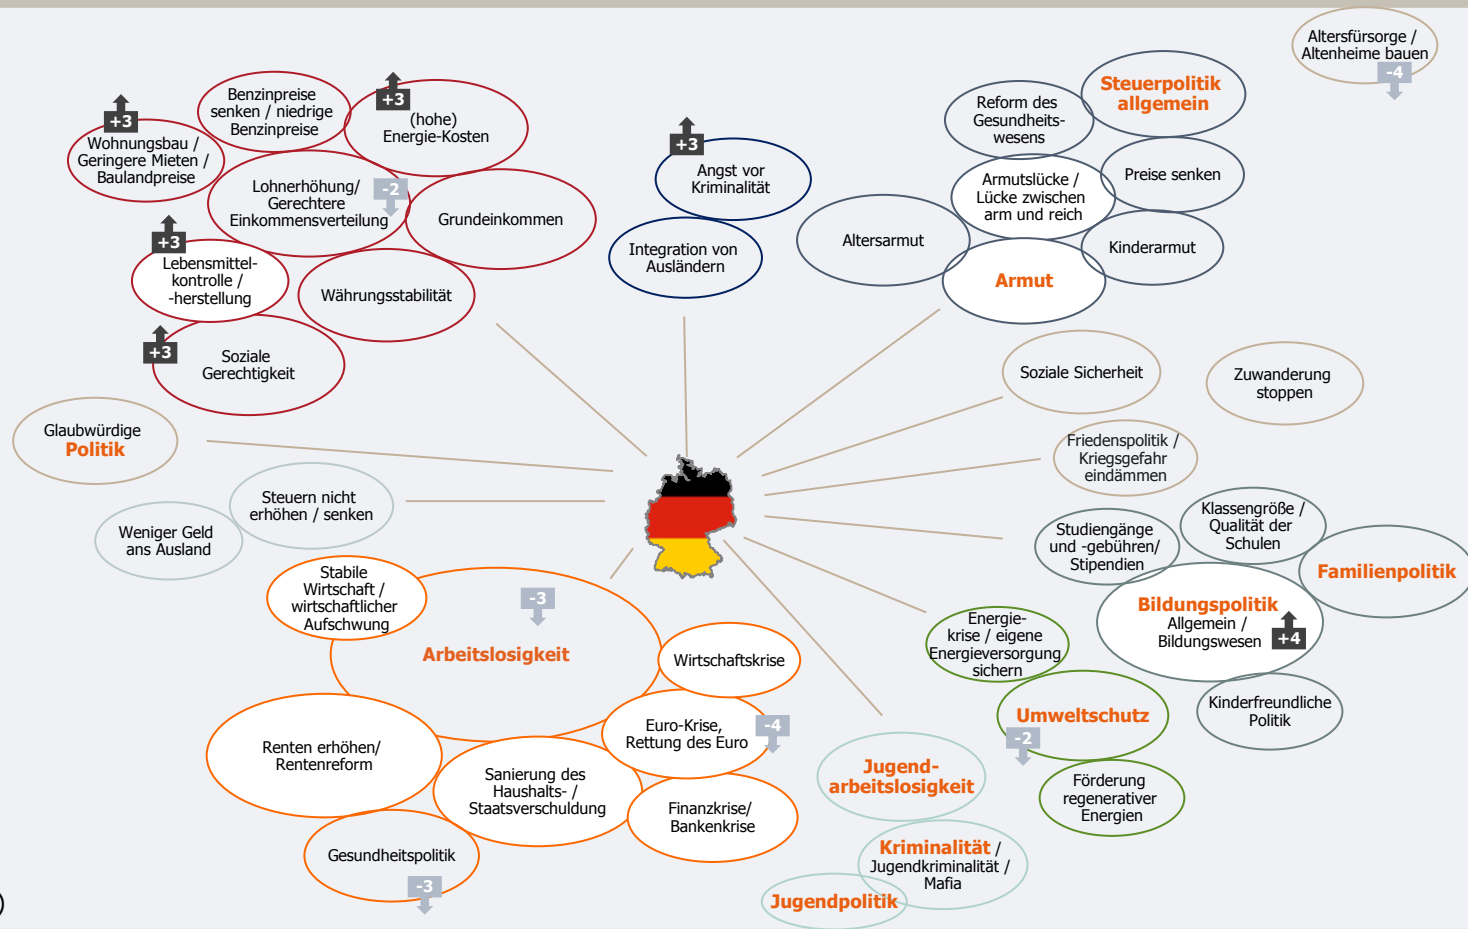 Altersfürsorge /
Altenheime bauen
-4
Benzinpreise
senken / niedrige
Benzinpreise
+3
(hohe)
Energie-Kosten
+3
Wohnungsbau /
Geringere Mieten /
Baulandpreise
Lohnerhöhung/
Gerechtere
Einkommensverteilung
-2
Grundeinkommen
+3
Lebensmittel-
kontrolle /
-herstellung
Währungsstabilität
+3
Soziale
Gerechtigkeit
+3
Angst vor
Kriminalität
Integration von
Ausländern
Steuerpolitik
allgemein
Reform des
Gesundheits-
wesens
Preise senken
Armutslücke /
Lücke zwischen
arm und reich
Altersarmut
Kinderarmut
Armut
Soziale Sicherheit
Zuwanderung
stoppen
Glaubwürdige
Politik
Friedenspolitik /
Kriegsgefahr
eindämmen
Steuern nicht
erhöhen / senken
Weniger Geld
ans Ausland
Klassengröße /
Qualität der
Schulen
Studiengänge
und -gebühren/
Stipendien
Familienpolitik
Bildungspolitik
Allgemein /
Bildungswesen
+4
Kinderfreundliche
Politik
Stabile
Wirtschaft /
wirtschaftlicher
Aufschwung
-3
Arbeitslosigkeit
Wirtschaftskrise
Euro-Krise,
Rettung des Euro
-4
Renten erhöhen/
Rentenreform
Sanierung des
Haushalts- /
Staatsverschuldung
Finanzkrise/
Bankenkrise
Gesundheitspolitik
-3
Energie-
krise / eigene
Energieversorgung
sichern
Umweltschutz
-2
Förderung
regenerativer
Energien
Jugend-
arbeitslosigkeit
Kriminalität /
Jugendkriminalität /
Mafia
Jugendpolitik
)